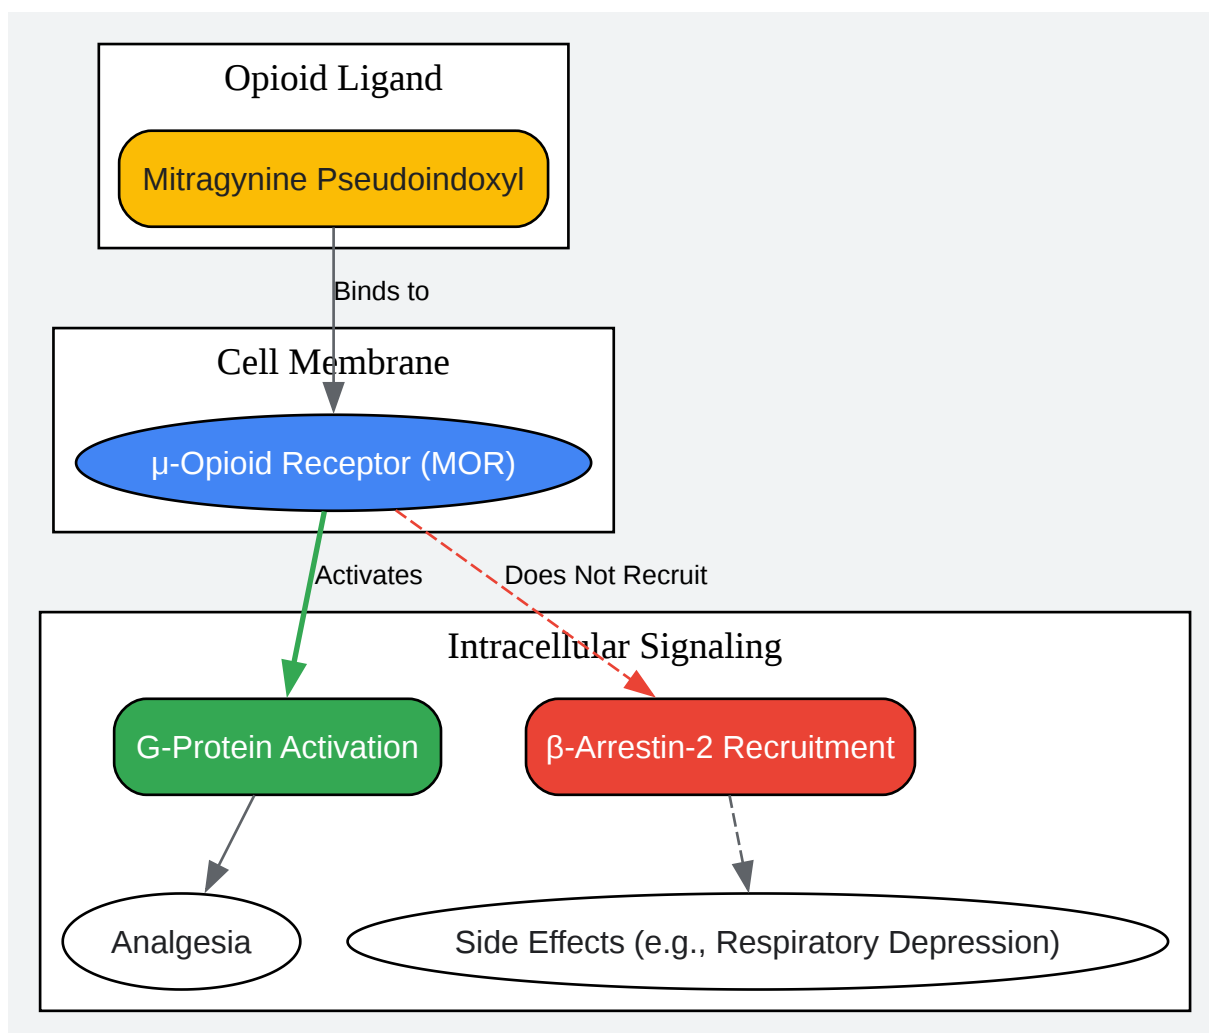 Opioid Ligand
Mitragynine Pseudoindoxyl
Binds to
Cell Membrane
μ-Opioid Receptor (MOR)
Activates
Does Not Recruit
Intracellular Signaling
G-Protein Activation
β-Arrestin-2 Recruitment
Analgesia
Side Effects (e.g., Respiratory Depression)